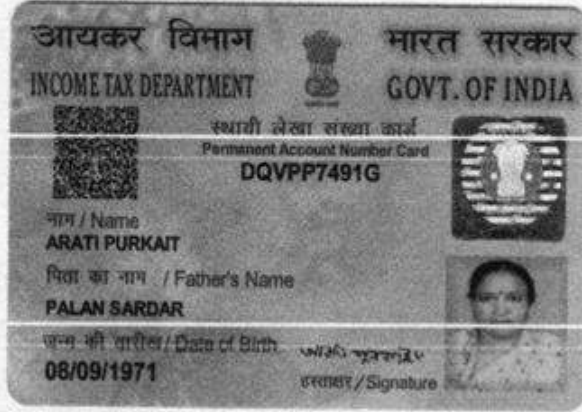 आयकर विभाग
भारत सरकार
INCOME TAX DEPARTMENT
GOVT. OF INDIA
स्थायी लेखा संख्या कार्ड
Permanent Account Number Card
DQVPP7491G
नाम / Name
ARATI PURKAIT
पिता का नाम / Father's Name
PALAN SARDAR
जन्म की तारीख / Date of Birth
08/09/1971
हस्ताक्षर / Signature